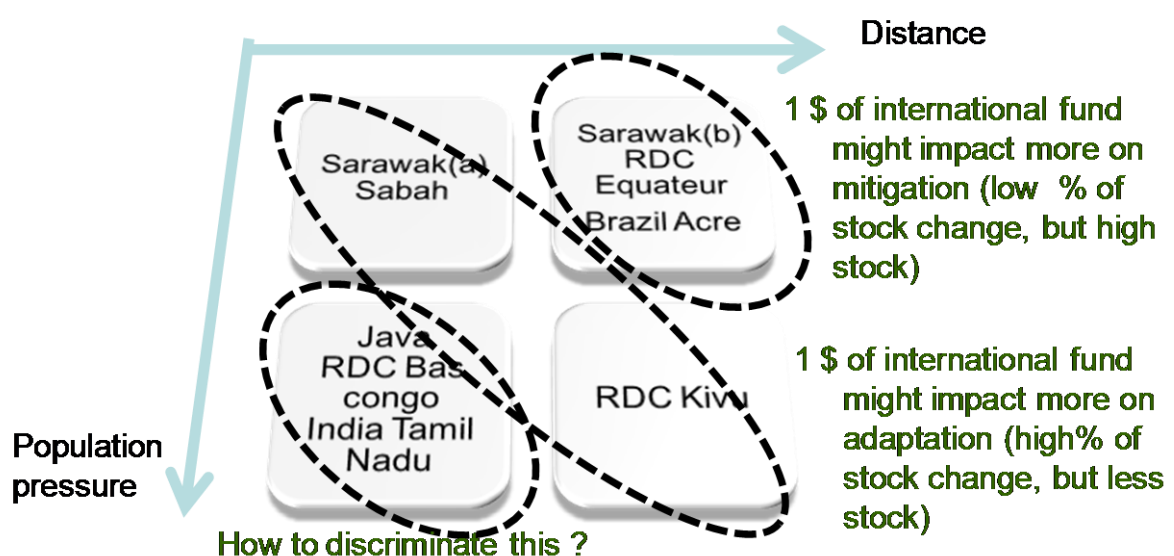 Distance
Sarawak(a)
Sabah
Sarawak(b)
RDC
Equateur
Brazil Acre
1 $ of international fund
might impact more on
mitigation (low % of
stock change, but high
stock)
Java
RDC Bas
congo
India Tamil
Nadu
RDC Kivu
1 $ of international fund
might impact more on
adaptation (high% of
stock change, but less
stock)
Population
pressure
How to discriminate this ?